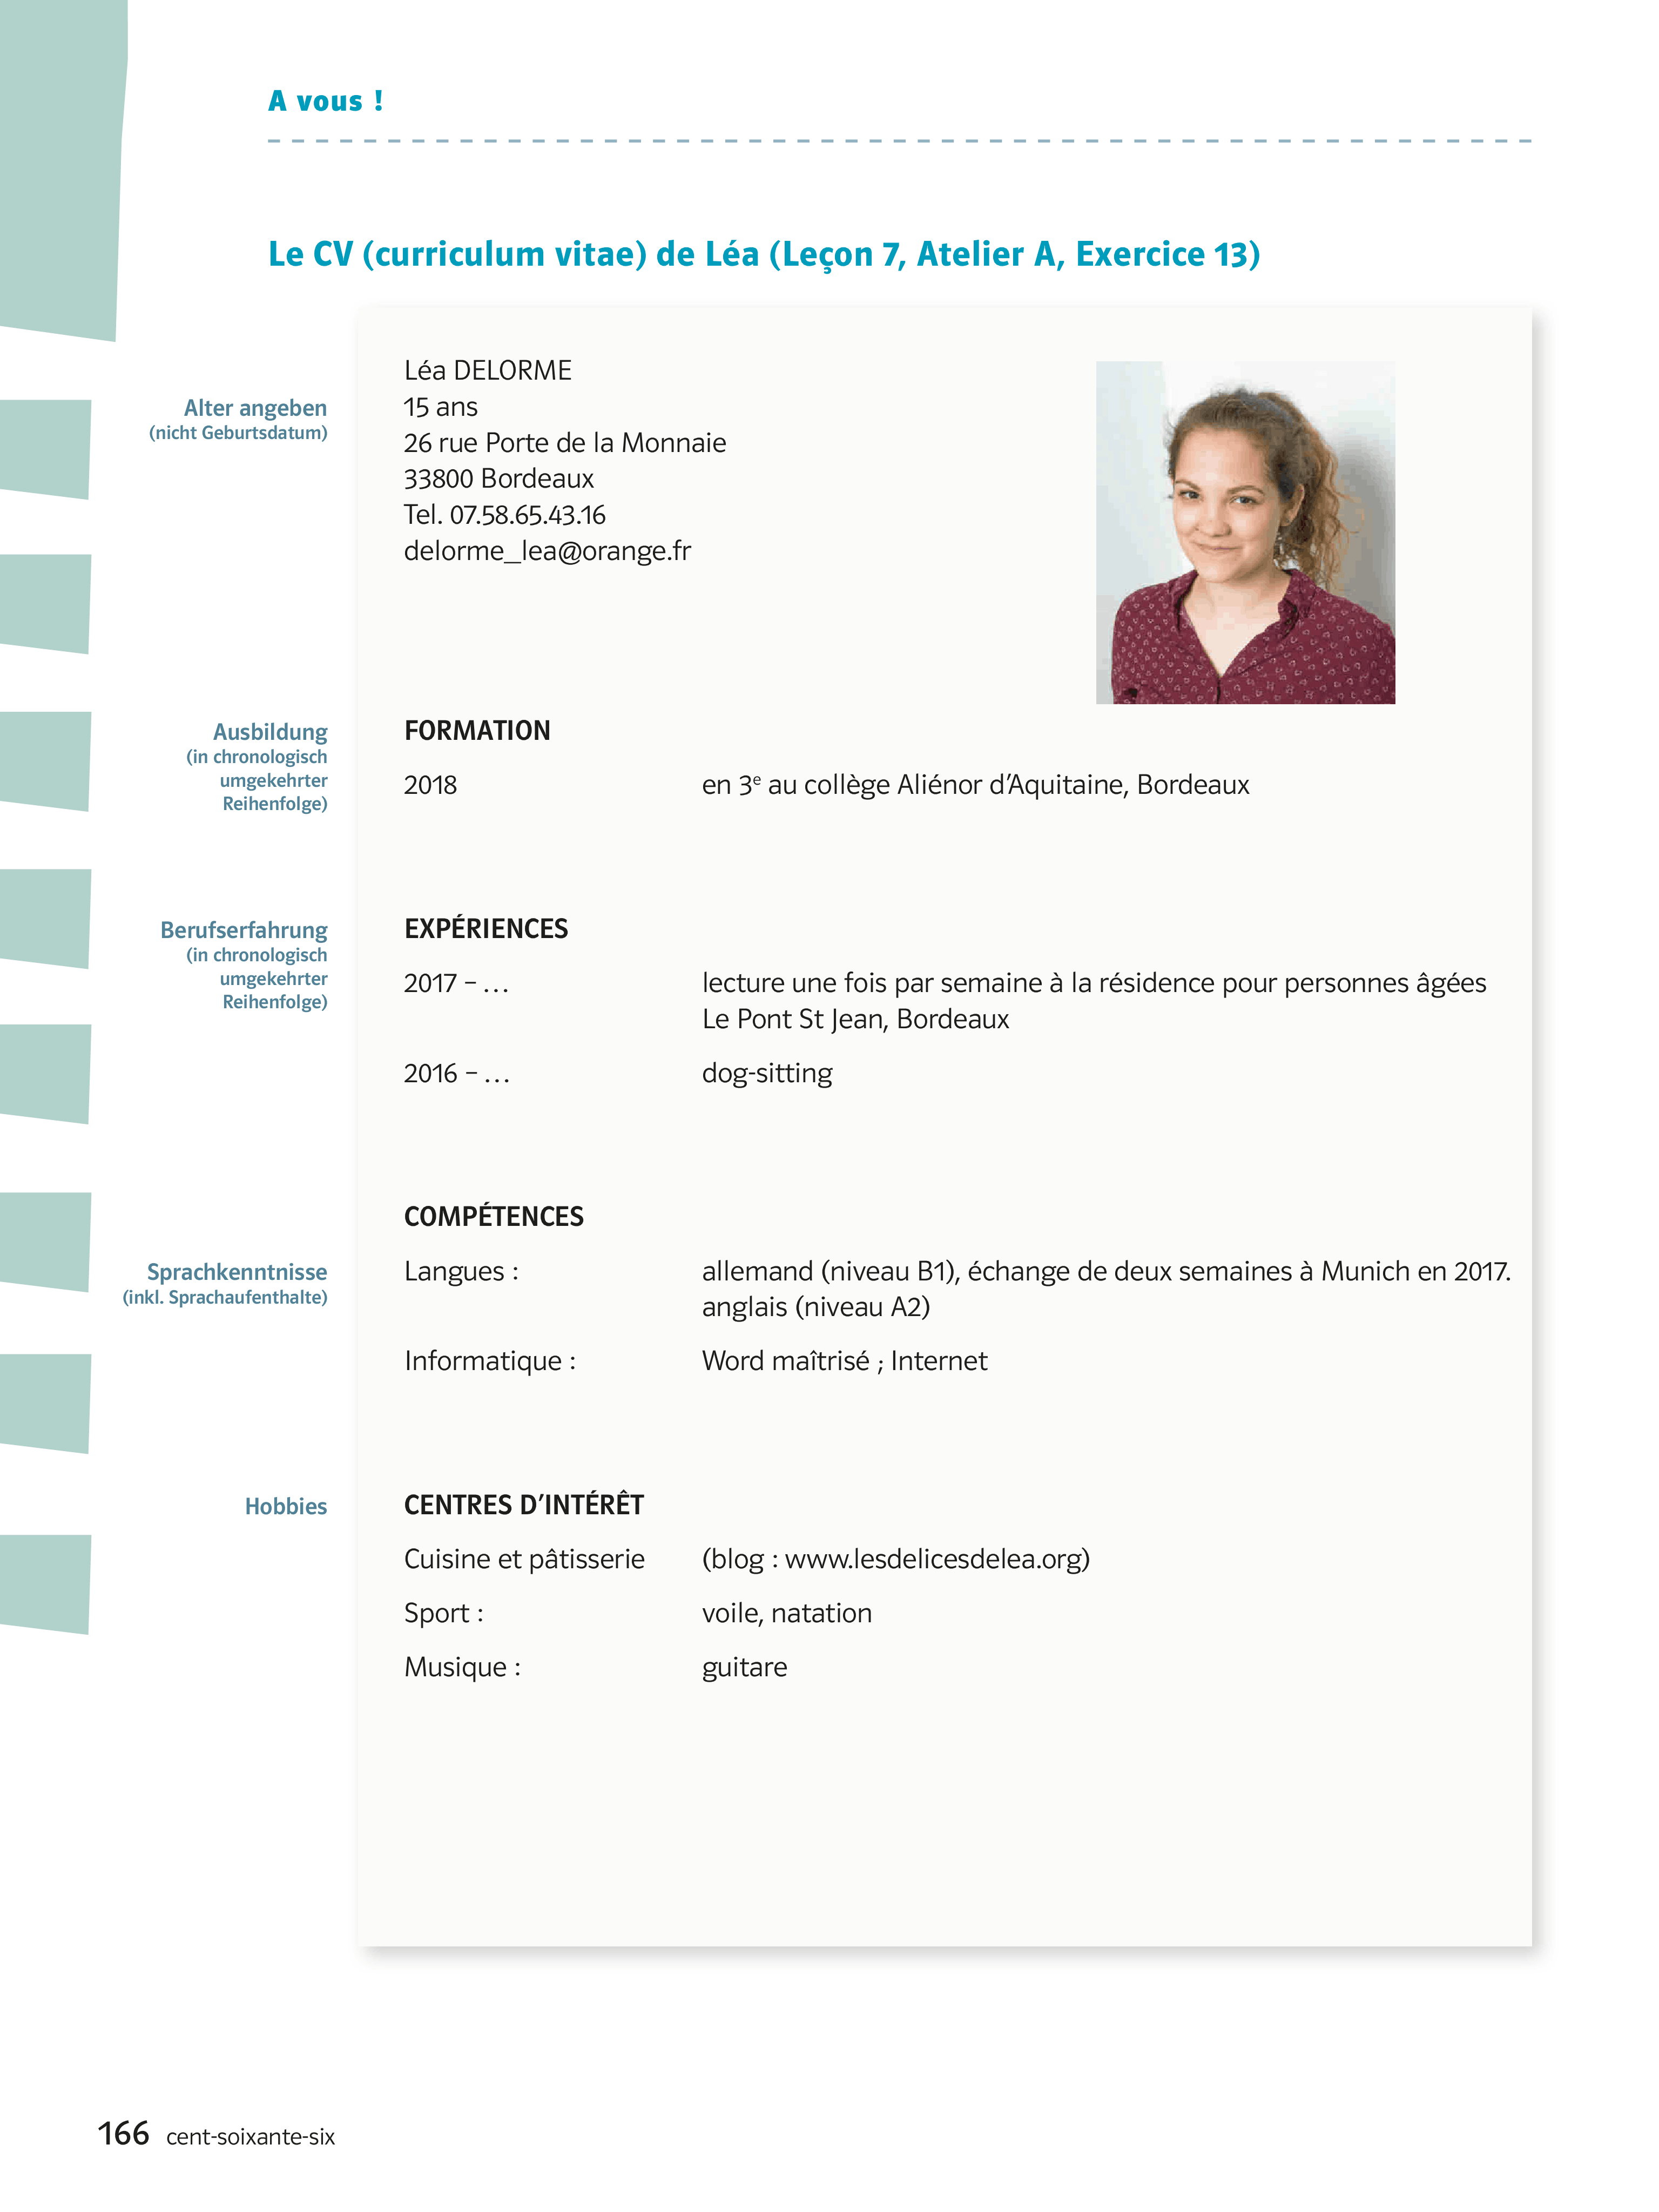 A vous !
Le CV (curriculum vitae) de Léa (Leçon 7, Atelier A, Exercice 13)
Léa DELORME
Alter angeben
(nicht Geburtsdatum)
15 ans
26 rue Porte de la Monnaie
33800 Bordeaux
Tel. 07.58.65.43.16
delorme_lea@orange.fr
Ausbildung
(in chronologisch
umgekehrter
Reihenfolge)
FORMATION
2018 en 3e au collège Aliénor d’Aquitaine, Bordeaux
Berufserfahrung
(in chronologisch
umgekehrter
Reihenfolge)
EXPÉRIENCES
2017 – … lecture une fois par semaine à la résidence pour personnes âgées
Le Pont St Jean, Bordeaux
2016 – … dog-sitting
COMPÉTENCES
Sprachkenntnisse
(inkl. Sprachaufenthalte)
Langues : allemand (niveau B1), échange de deux semaines à Munich en 2017.
anglais (niveau A2)
Informatique : Word maîtrisé ; Internet
Hobbies
CENTRES D’INTÉRÊT
Cuisine et pâtisserie (blog : www.lesdelicesdelea.org)
Sport : voile, natation
Musique : guitare
166 cent-soixante-six